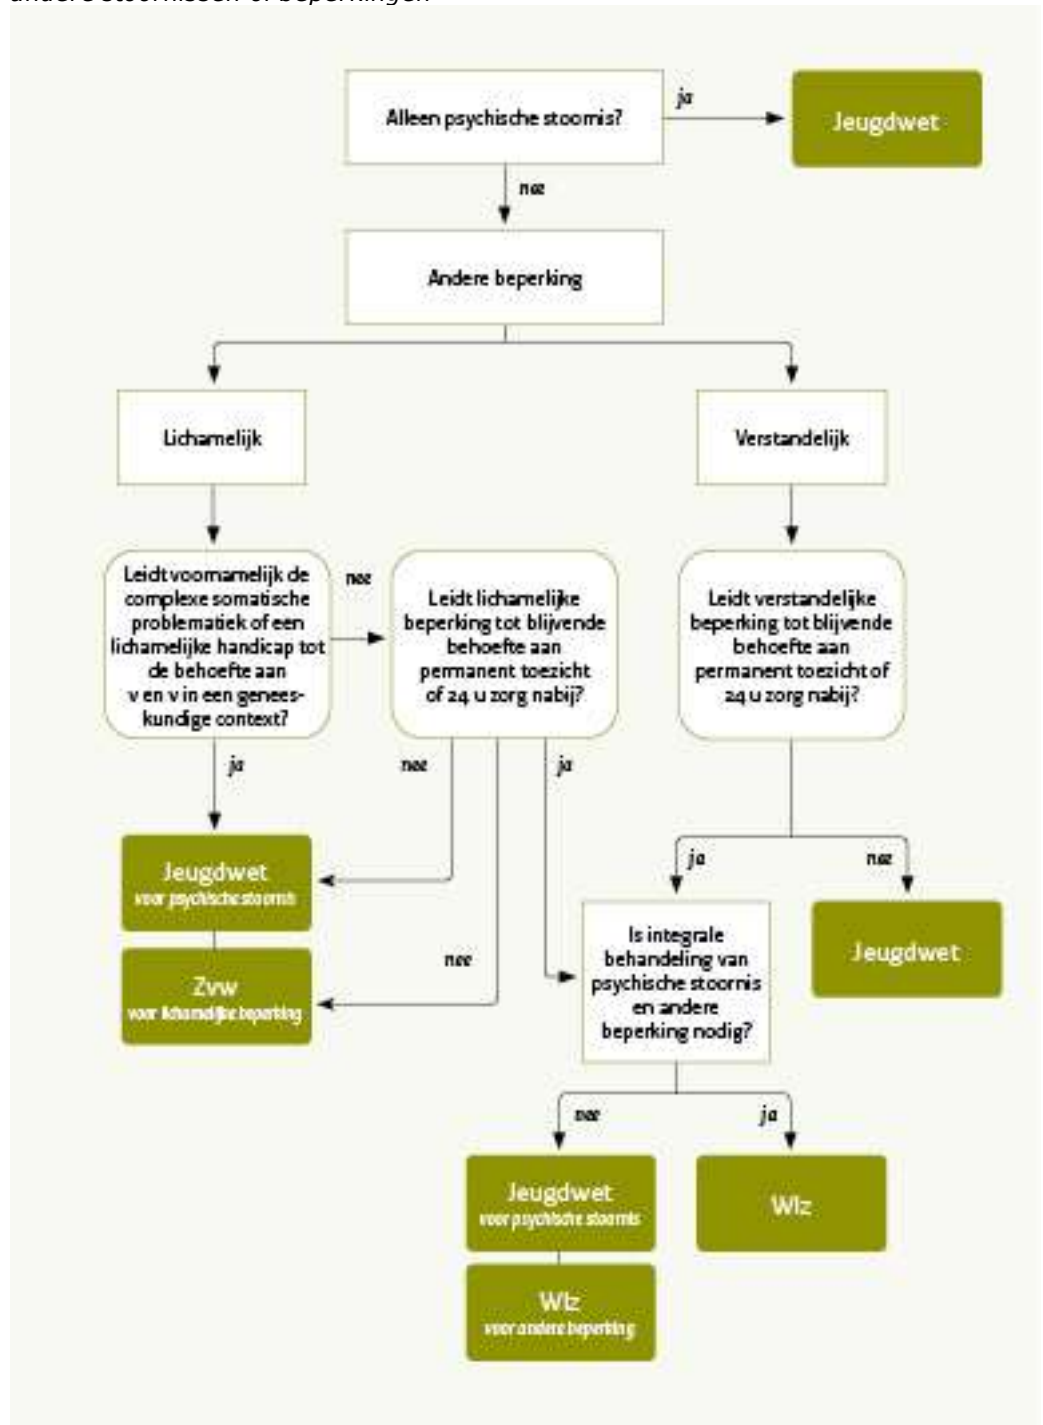 andere stoornissen of beperkingen
Alleen psychische stoornis?
ja
Jeugdwet
nee
Andere beperking
Lichamelijk
Verstandelijk
Leidt voornamelijk de
complexe somatische
problematiek of een
lichamelijke handicap tot
de behoefte aan
v en v in een genees-
kundige context?
nee
Leidt lichamelijke
beperking tot blijvende
behoefte aan
permanent toezicht
of 24 u zorg nabij?
Leidt verstandelijke
beperking tot blijvende
behoefte aan
permanent toezicht of
24 u zorg nabij?
ja
nee
ja
Jeugdwet
voor psychische stoornis
ja
nee
Zvw
voor lichamelijke beperking
nee
Is integrale
behandeling van
psychische stoornis
en andere
beperking nodig?
Jeugdwet
nee
ja
Jeugdwet
voor psychische stoornis
Wlz
Wlz
voor andere beperking